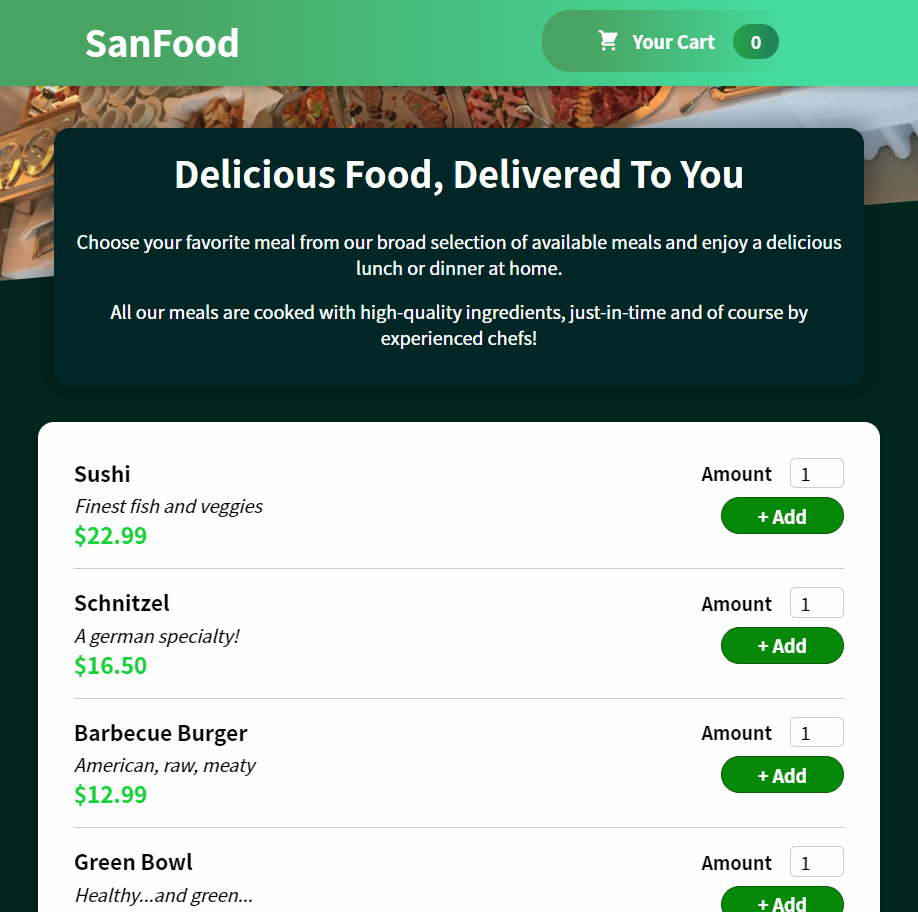 SanFood
Your Cart 0
Delicious Food, Delivered To You
Choose your favorite meal from our broad selection of available meals and enjoy a delicious
lunch or dinner at home.
All our meals are cooked with high-quality ingredients, just-in-time and of course by
experienced chefs!
Sushi
Finest fish and veggies
$22.99
Amount 1
+ Add
Schnitzel
A german specialty!
$16.50
Amount 1
+ Add
Barbecue Burger
American, raw, meaty
$12.99
Amount 1
+ Add
Green Bowl
Healthy...and green...
Amount 1
+ Add